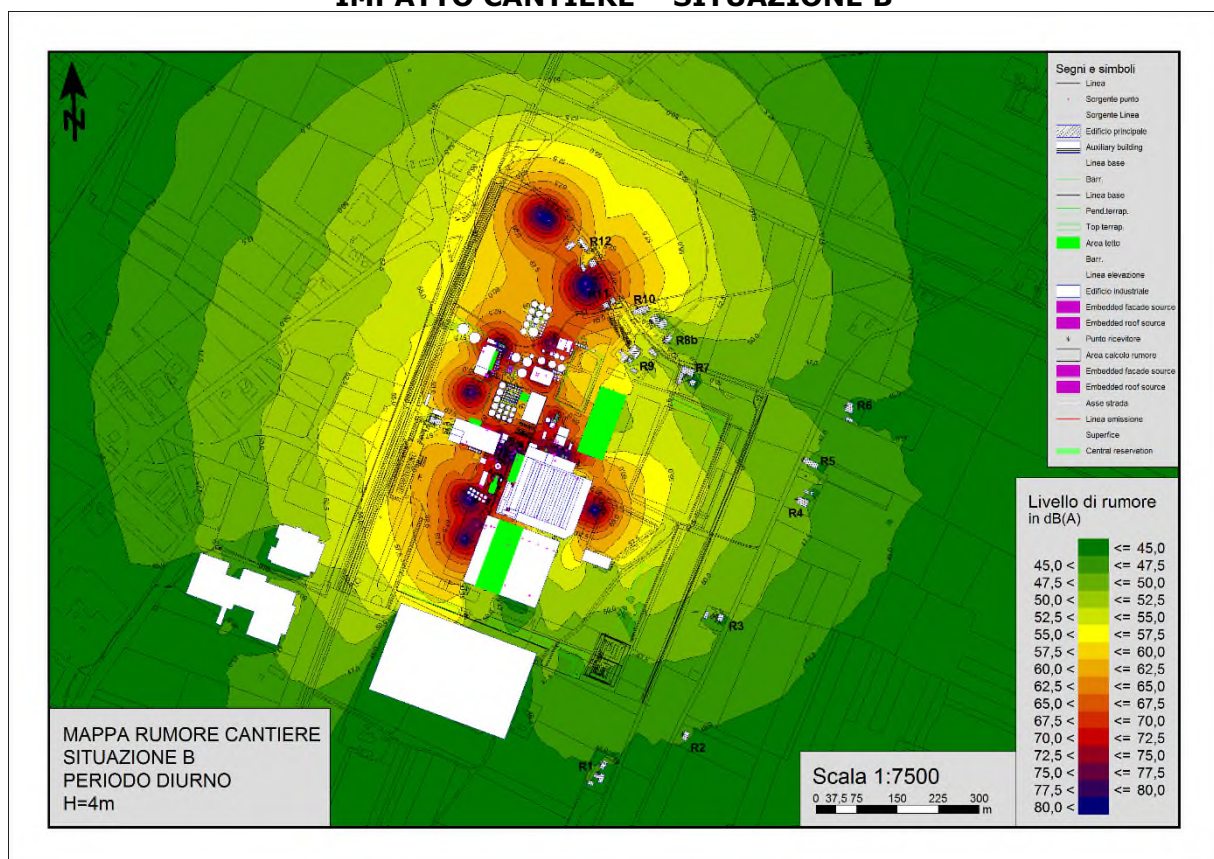 IMPATTO CANTIERE – SITUAZIONE B
N
Segni e simboli
Linea
Sorgente punto
Sorgente Linea
Edificio principale
Auxiliary building
Linea base
Barr.
Linea base
Pend.terrap.
Top terrap.
Area tetto
Barr.
Linea elevazione
Edificio industriale
Embedded facade source
Embedded roof source
Punto ricevitore
Area calcolo rumore
Embedded facade source
Embedded roof source
Asse strada
Linea emissione
Superfice
Central reservation
R12
R11
R10
R8b
R9
R7
R6
R5
R4
R3
R2
R1
Livello di rumore
in dB(A)
<= 45,0
45,0 < <= 47,5
47,5 < <= 50,0
50,0 < <= 52,5
52,5 < <= 55,0
55,0 < <= 57,5
57,5 < <= 60,0
60,0 < <= 62,5
62,5 < <= 65,0
65,0 < <= 67,5
67,5 < <= 70,0
70,0 < <= 72,5
72,5 < <= 75,0
75,0 < <= 77,5
77,5 < <= 80,0
80,0 <
MAPPA RUMORE CANTIERE
SITUAZIONE B
PERIODO DIURNO
H=4m
Scala 1:7500
0 37,5 75 150 225 300
m